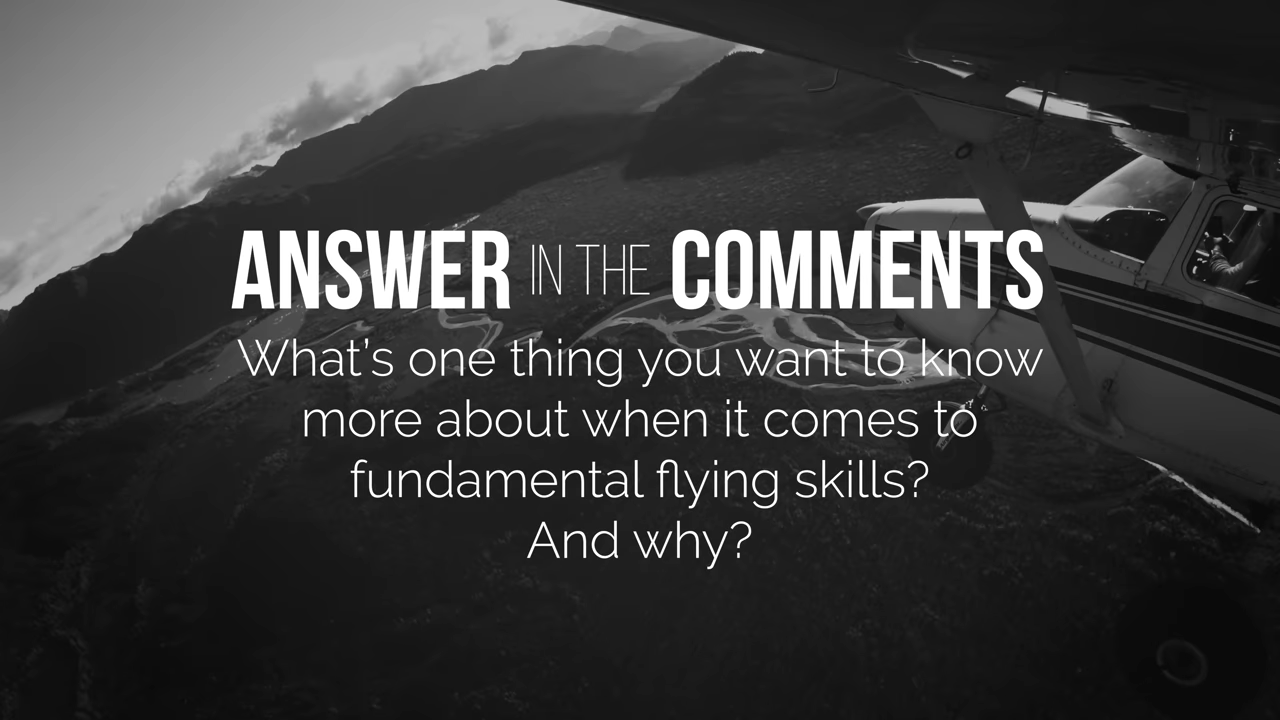 ANSWER IN THE COMMENTS
What’s one thing you want to know
more about when it comes to
fundamental flying skills?
And why?